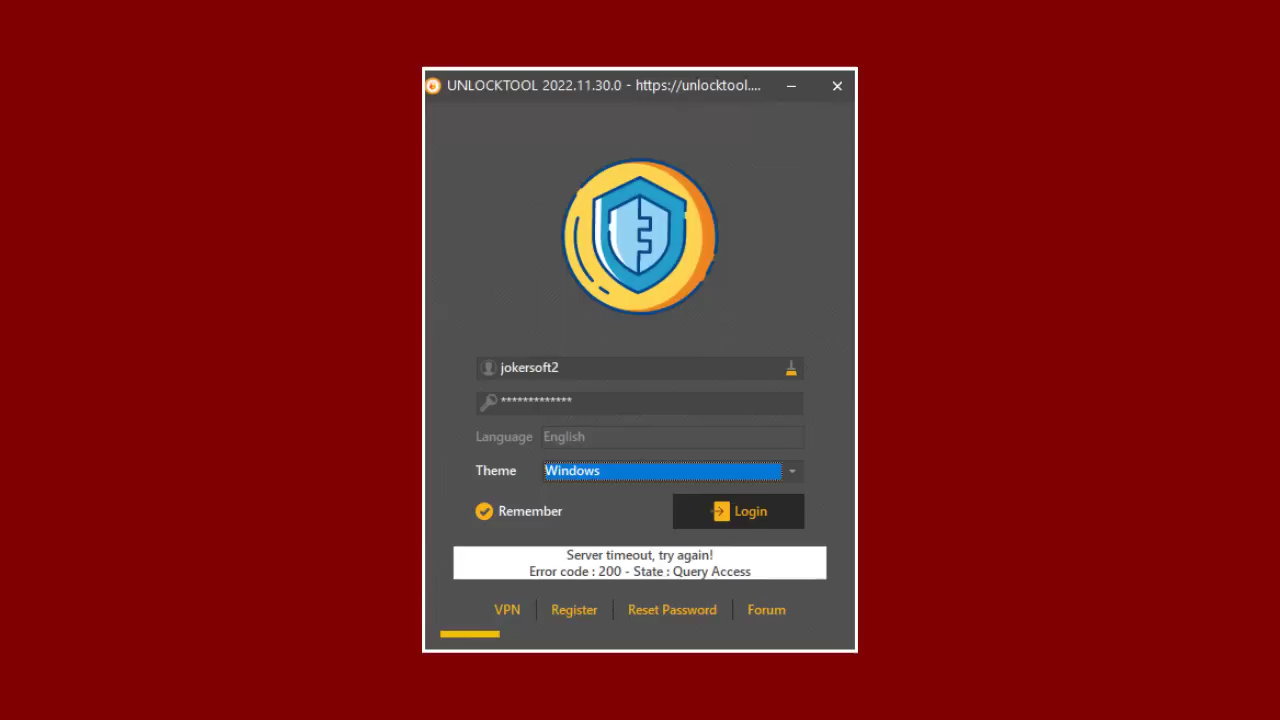 UNLOCKTOOL 2022.11.30.0 - https://unlocktool....
jokersoft2
*************
Language English
Theme Windows
Remember Login
Server timeout, try again!
Error code : 200 - State : Query Access
VPN Register Reset Password Forum